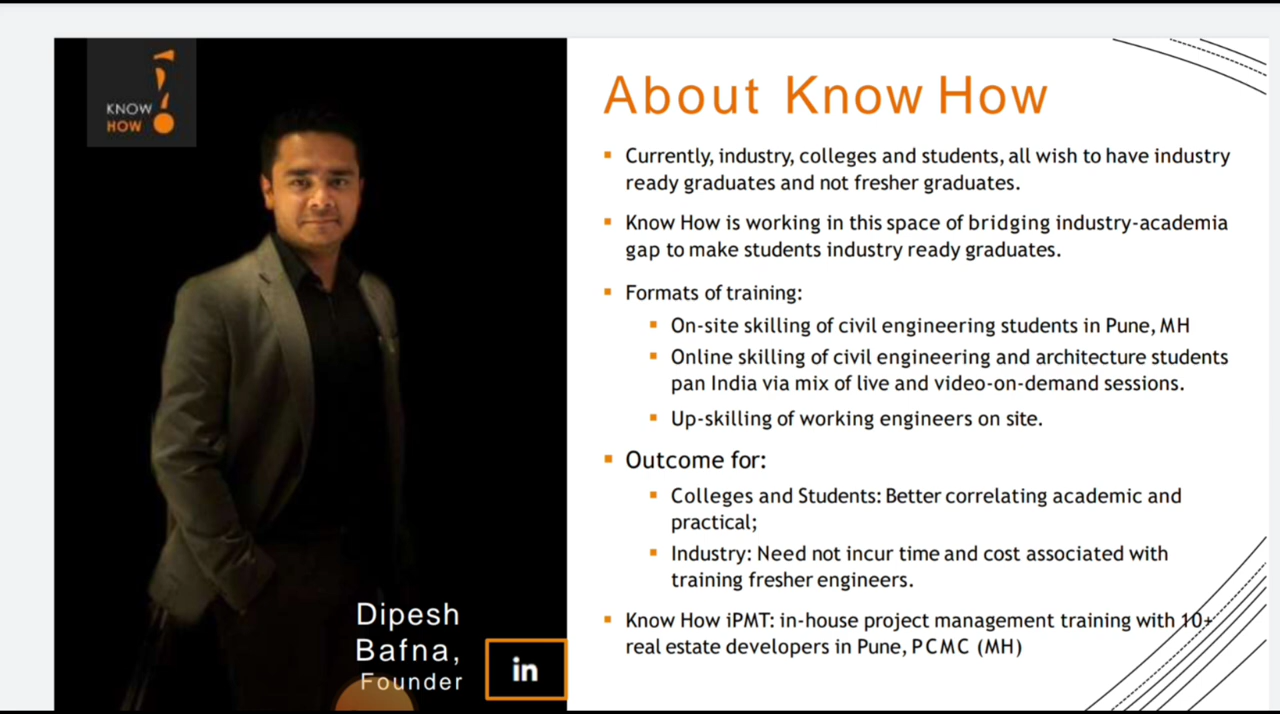 KNOW
HOW
About Know How
Currently, industry, colleges and students, all wish to have industry
ready graduates and not fresher graduates.
Know How is working in this space of bridging industry-academia
gap to make students industry ready graduates.
Formats of training:
On-site skilling of civil engineering students in Pune, MH
Online skilling of civil engineering and architecture students
pan India via mix of live and video-on-demand sessions.
Up-skilling of working engineers on site.
Outcome for:
Colleges and Students: Better correlating academic and
practical;
Industry: Need not incur time and cost associated with
training fresher engineers.
Know How iPMT: in-house project management training with 10+
real estate developers in Pune, PCMC (MH)
Dipesh
Bafna,
Founder
in